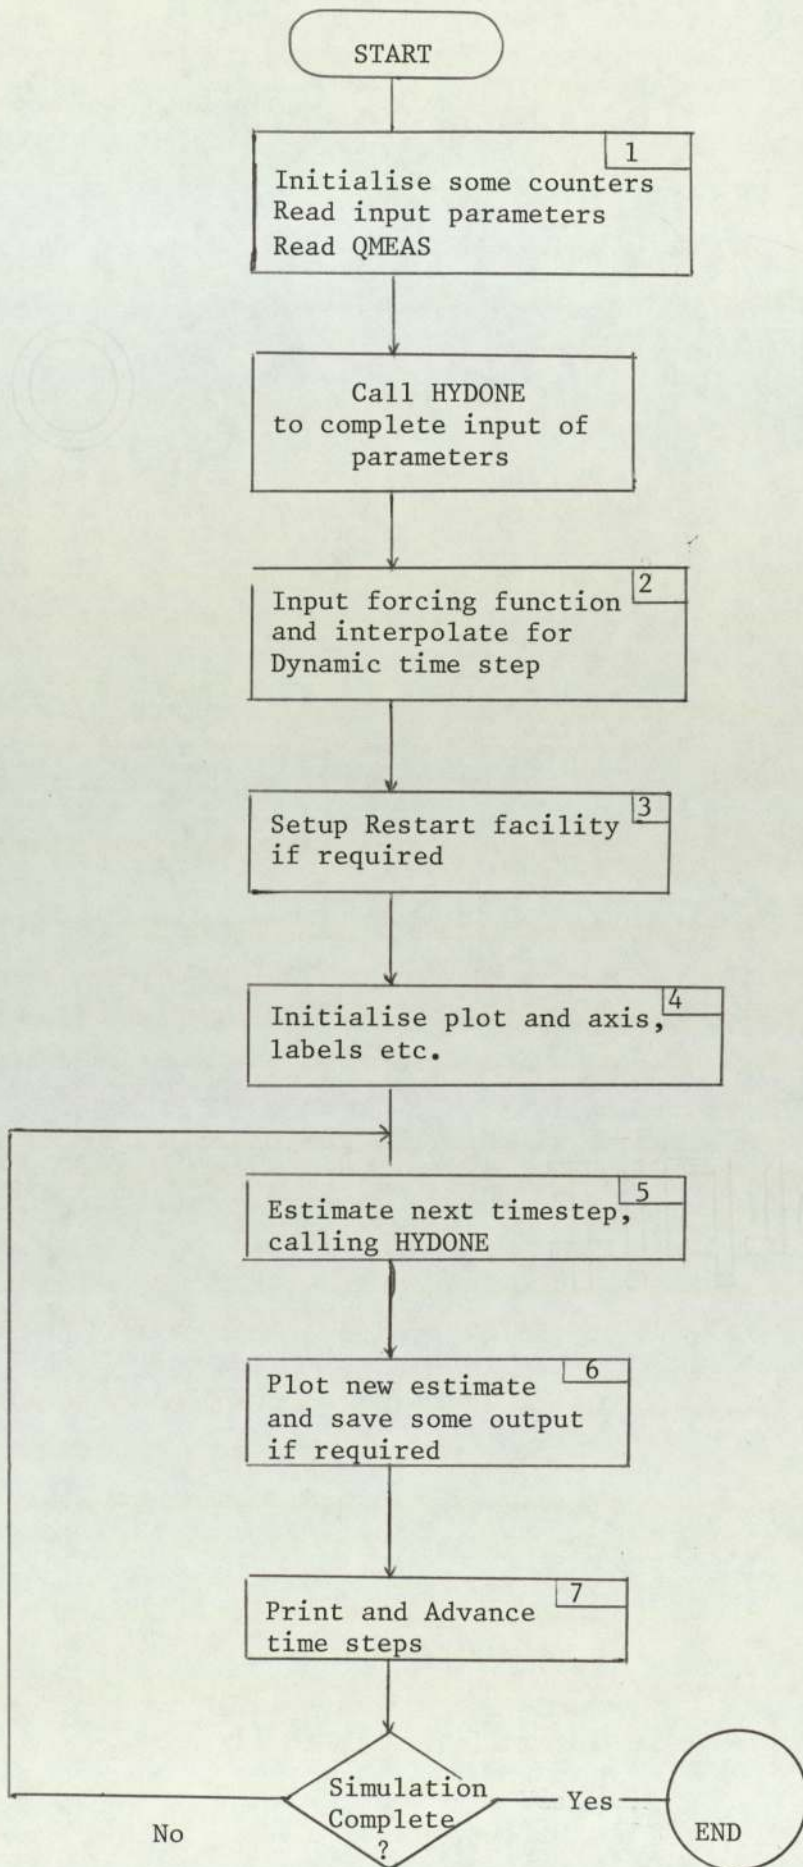 START
1
Initialise some counters
Read input parameters
Read QMEAS
Call HYDONE
to complete input of
parameters
2
Input forcing function
and interpolate for
Dynamic time step
3
Setup Restart facility
if required
4
Initialise plot and axis,
labels etc.
5
Estimate next timestep,
calling HYDONE
6
Plot new estimate
and save some output
if required
7
Print and Advance
time steps
Simulation
Complete
?
Yes
END
No